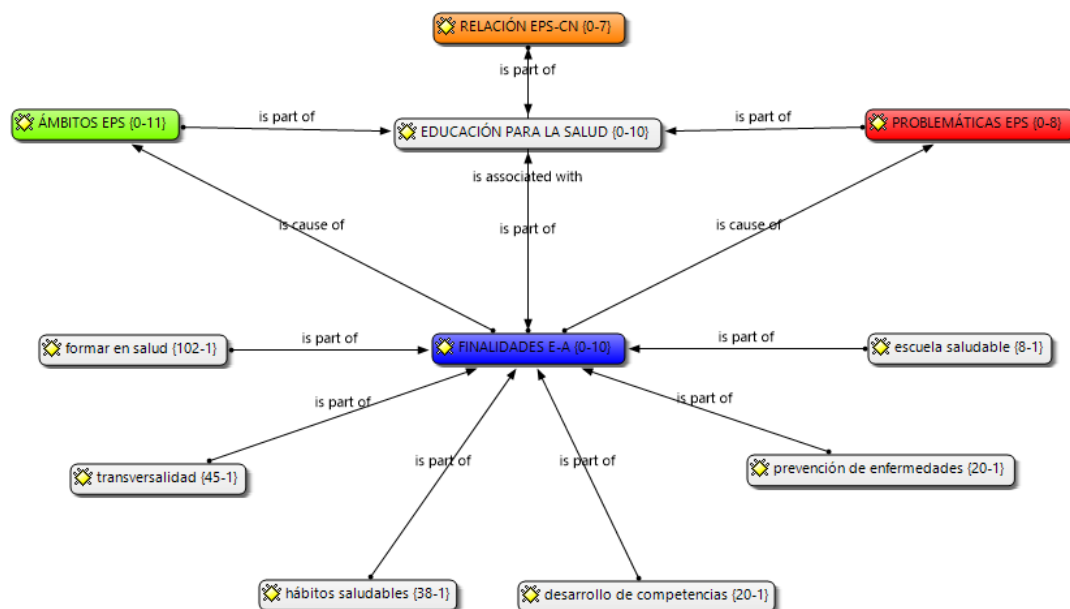 RELACIÓN EPS-CN {0-7}
is part of
ÁMBITOS EPS {0-11}
is part of
EDUCACIÓN PARA LA SALUD {0-10}
is part of
PROBLEMÁTICAS EPS {0-8}
is associated with
is cause of
is part of
is cause of
formar en salud {102-1}
is part of
FINALIDADES E-A {0-10}
is part of
escuela saludable {8-1}
is part of
is part of
transversalidad {45-1}
is part of
is part of
prevención de enfermedades {20-1}
hábitos saludables {38-1}
desarrollo de competencias {20-1}